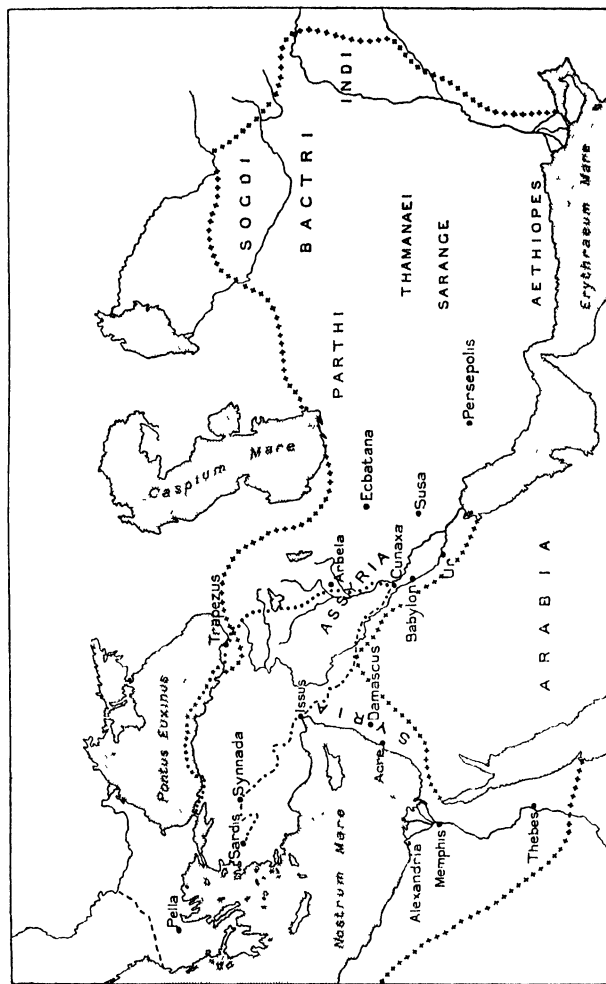 Pontus Euxinus
Caspium Mare
SOGDI
BACTRI
INDI
Pella
Sardis
Synnada
Trapezus
Arbela
ASSYRIA
PARTHI
Ecbatana
THAMANAEI
SARANGE
Issus
SYRIA
Nostrum Mare
Damascus
Acre
Cunaxa
Babylon
Ur
Susa
Persepolis
AETHIOPES
Erythraeum Mare
Alexandria
Memphis
Thebes
ARABIA